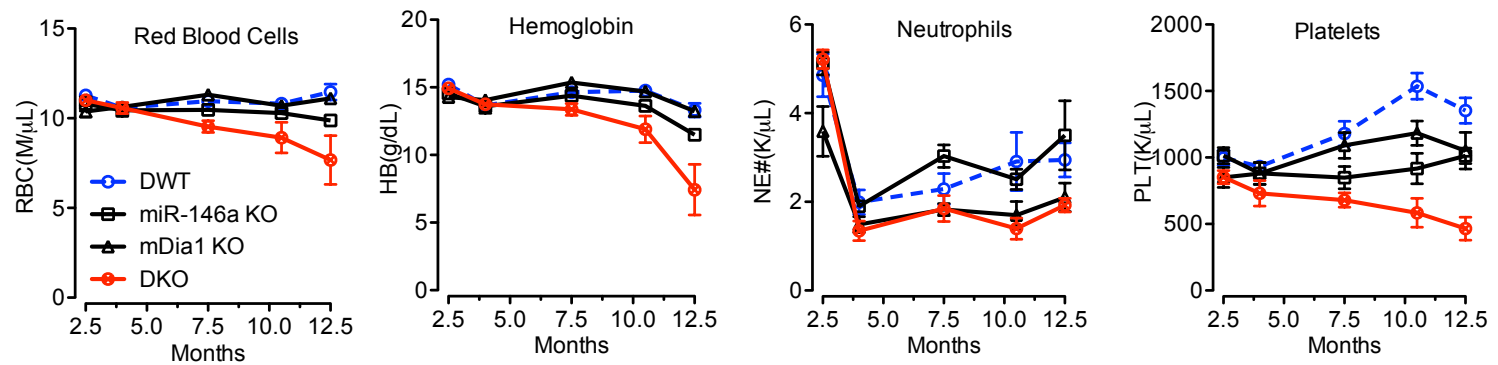 Red Blood Cells
RBC(M/μL)
15
10
5
0
DWT
miR-146a KO
mDia1 KO
DKO
2.5 5.0 7.5 10.0 12.5
Months
Hemoglobin
HB(g/dL)
20
15
10
5
0
2.5 5.0 7.5 10.0 12.5
Months
Neutrophils
NE#(K/μL)
6
4
2
0
2.5 5.0 7.5 10.0 12.5
Months
Platelets
PLT(K/μL)
2000
1500
1000
500
0
2.5 5.0 7.5 10.0 12.5
Months